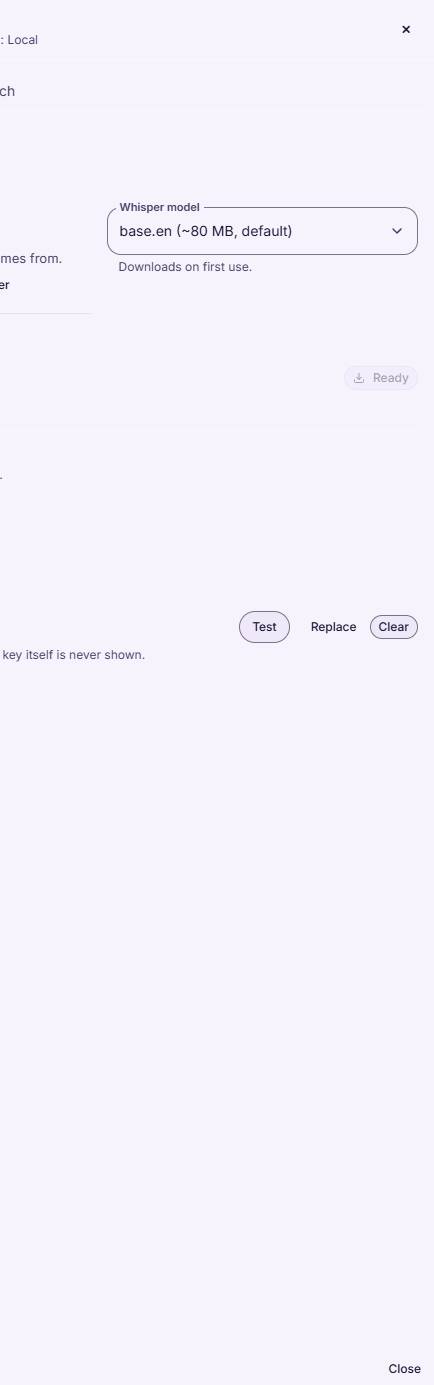 : Local
ch
Whisper model
base.en (~80 MB, default)
mes from.
Downloads on first use.
er
Ready
.
Test
Replace
Clear
key itself is never shown.
Close